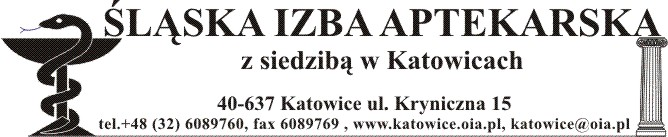 ŚLĄSKA IZBA APTEKARSKA
z siedzibą w Katowicach
40-637 Katowice ul. Kryniczna 15
tel.+48 (32) 6089760, fax 6089769 , www.katowice.oia.pl, katowice@oia.pl